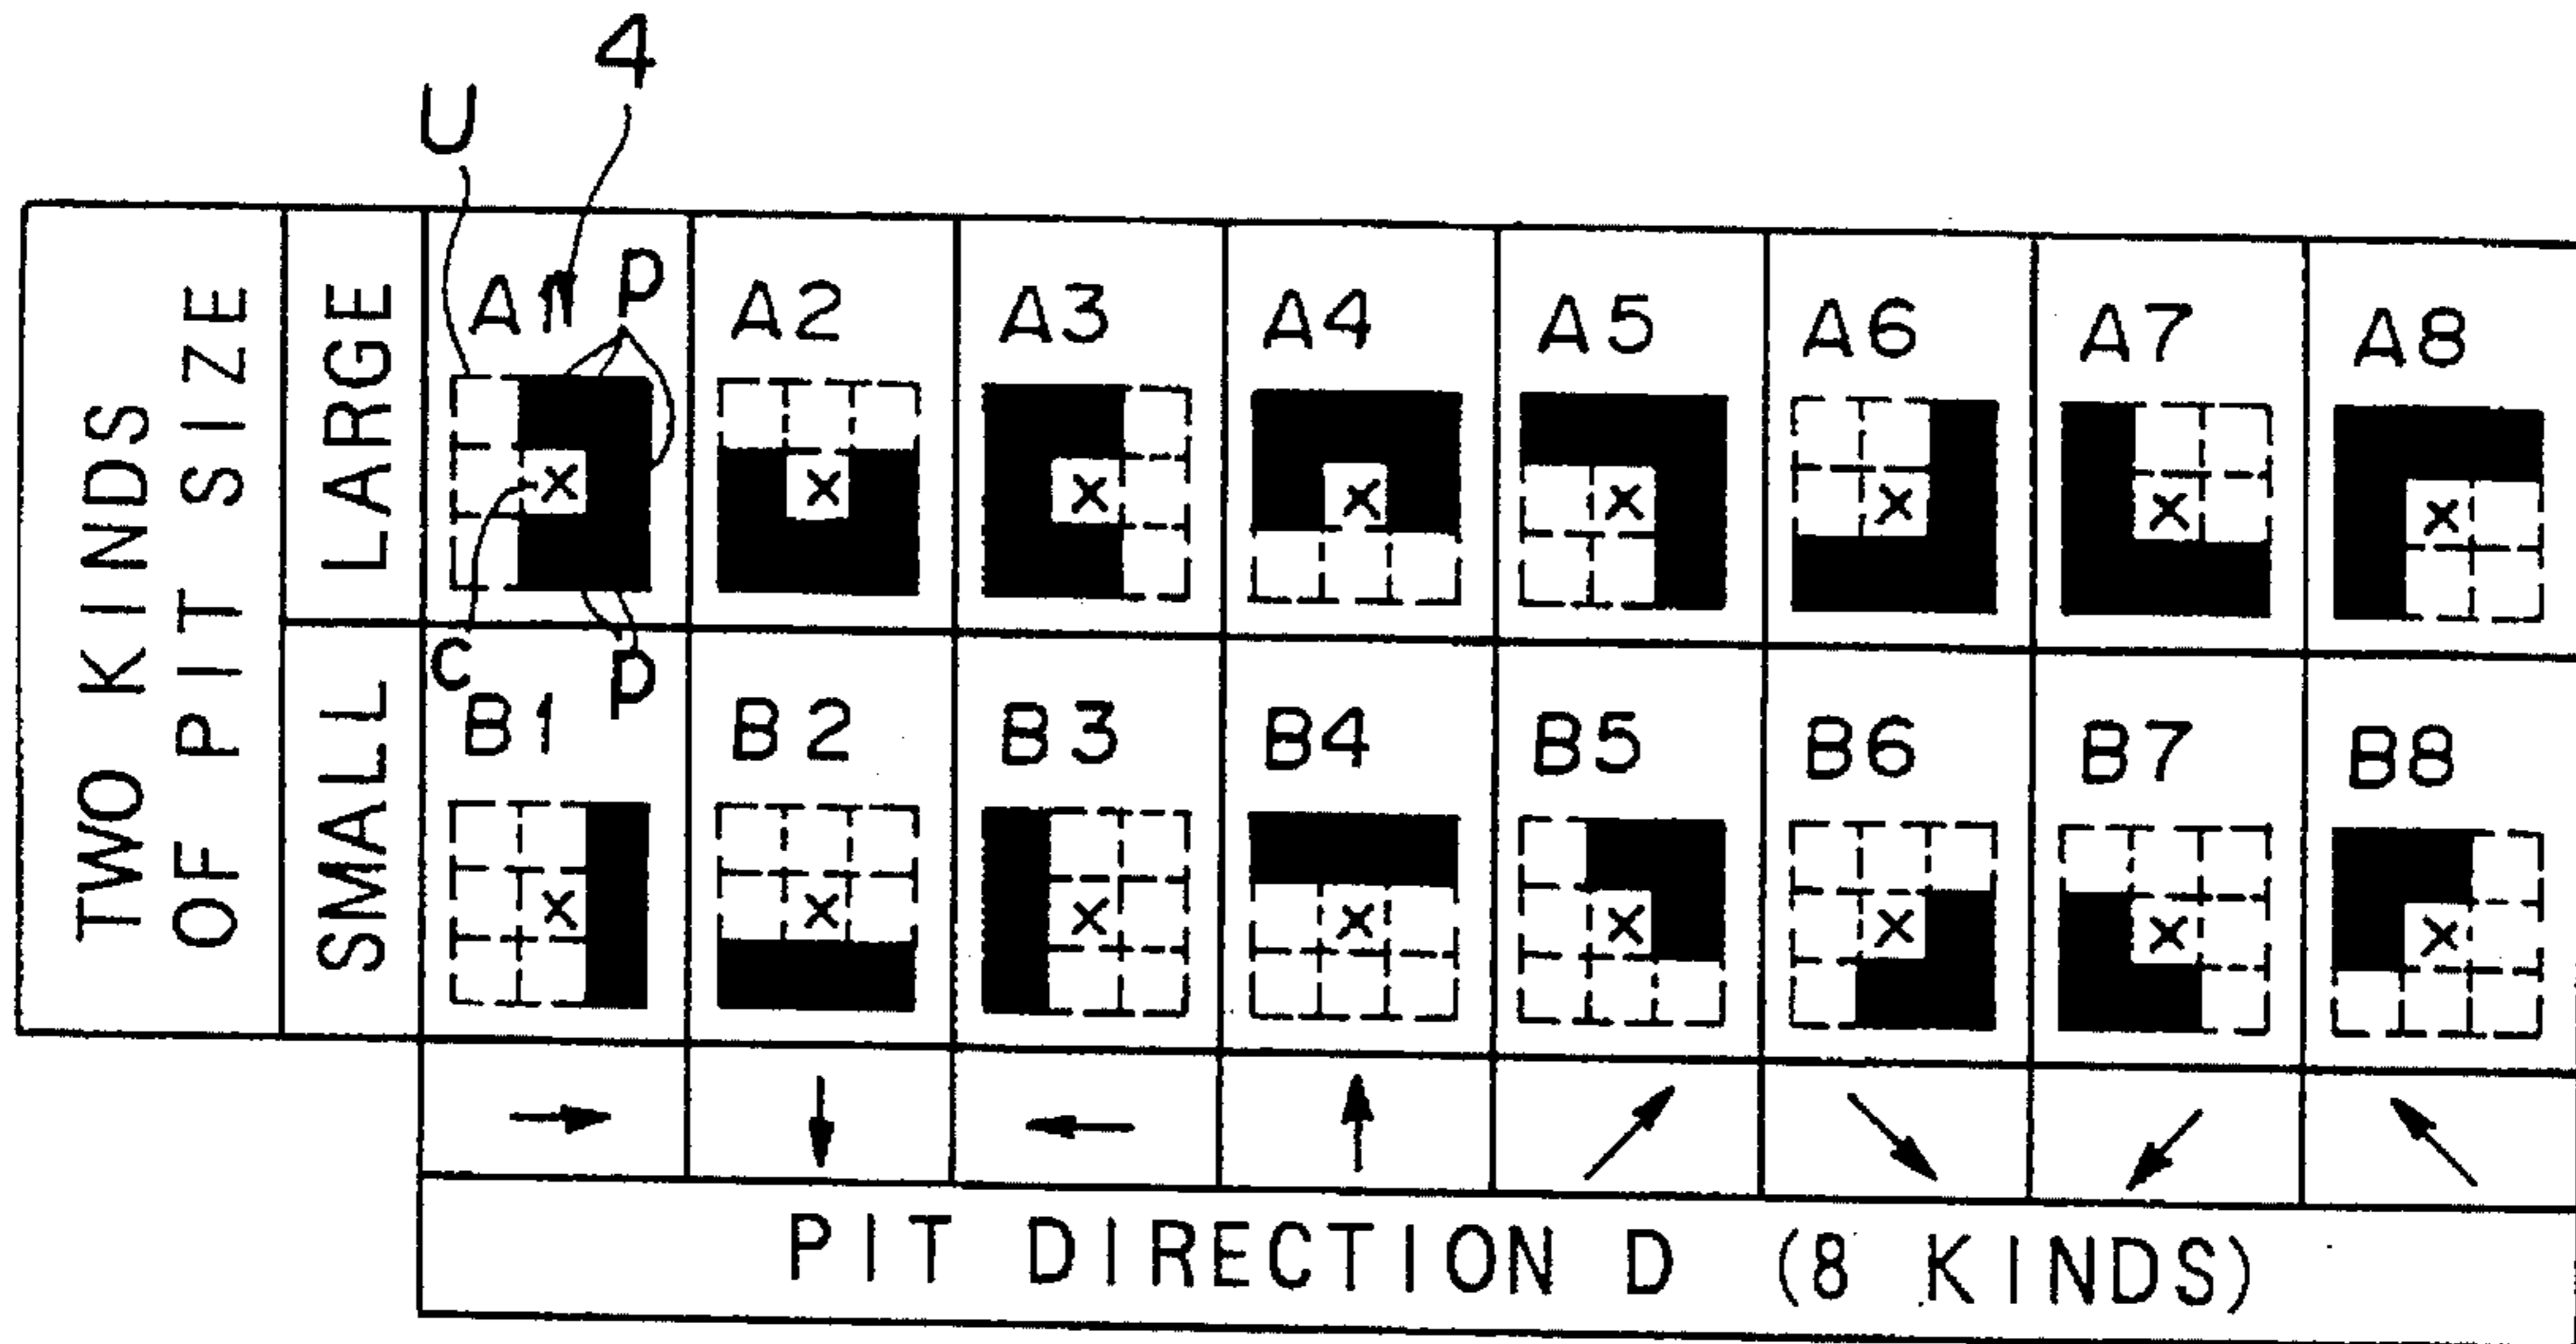 4
U
TWO KINDS
OF PIT SIZE
LARGE
A1 P A2 A3 A4 A5 A6 A7 A8
× × × × × × × ×
C P
SMALL
B1 B2 B3 B4 B5 B6 B7 B8
× × × × × × × ×
→ ↓ ← ↑ ↗ ↘ ↙ ↖
PIT DIRECTION D (8 KINDS)